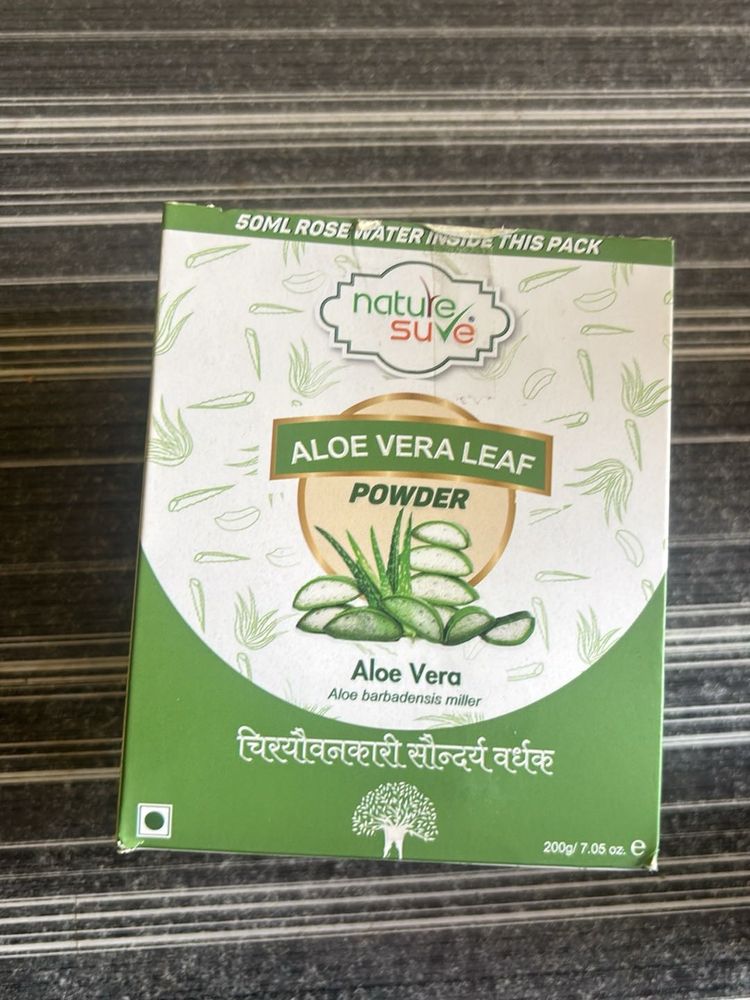 50ML ROSE WATER INSIDE THIS PACK
nature
suve®
ALOE VERA LEAF
POWDER
Aloe Vera
Aloe barbadensis miller
चिरयौवनकारी सौन्दर्य वर्धक
200g/ 7.05 oz. ℮